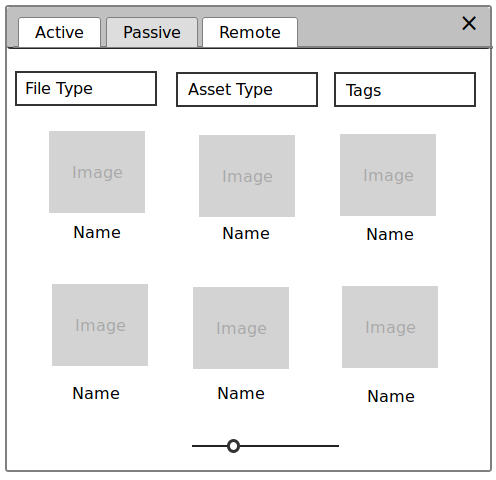 Active Passive Remote ×
File Type Asset Type Tags
Image Image Image
Name Name Name
Image Image Image
Name Name Name